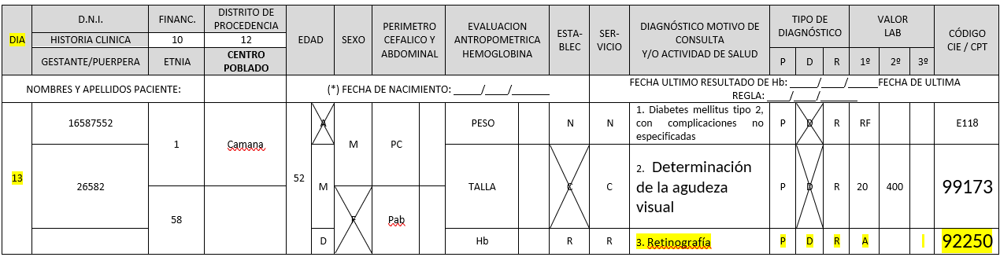 DIA D.N.I. FINANC. DISTRITO DE PROCEDENCIA EDAD SEXO PERIMETRO CEFALICO Y ABDOMINAL EVALUACION ANTROPOMETRICA HEMOGLOBINA ESTA-BLEC SER-VICIO DIAGNÓSTICO MOTIVO DE CONSULTA Y/O ACTIVIDAD DE SALUD TIPO DE DIAGNÓSTICO VALOR LAB CÓDIGO CIE / CPT
HISTORIA CLINICA 10 12
GESTANTE/PUERPERA ETNIA CENTRO POBLADO P D R 1º 2º 3º
NOMBRES Y APELLIDOS PACIENTE: (*) FECHA DE NACIMIENTO: _____/____/_______ FECHA ULTIMO RESULTADO DE Hb: _____/____/______FECHA DE ULTIMA
REGLA: ____/____/_______
13 16587552 1 Camana 52 A M PC PESO N N 1. Diabetes mellitus tipo 2, con complicaciones no especificadas P D R RF E118
26582 M TALLA C C 2. Determinación de la agudeza visual P D R 20 400 99173
58 F Pab
D Hb R R 3. Retinografía P D R A 92250